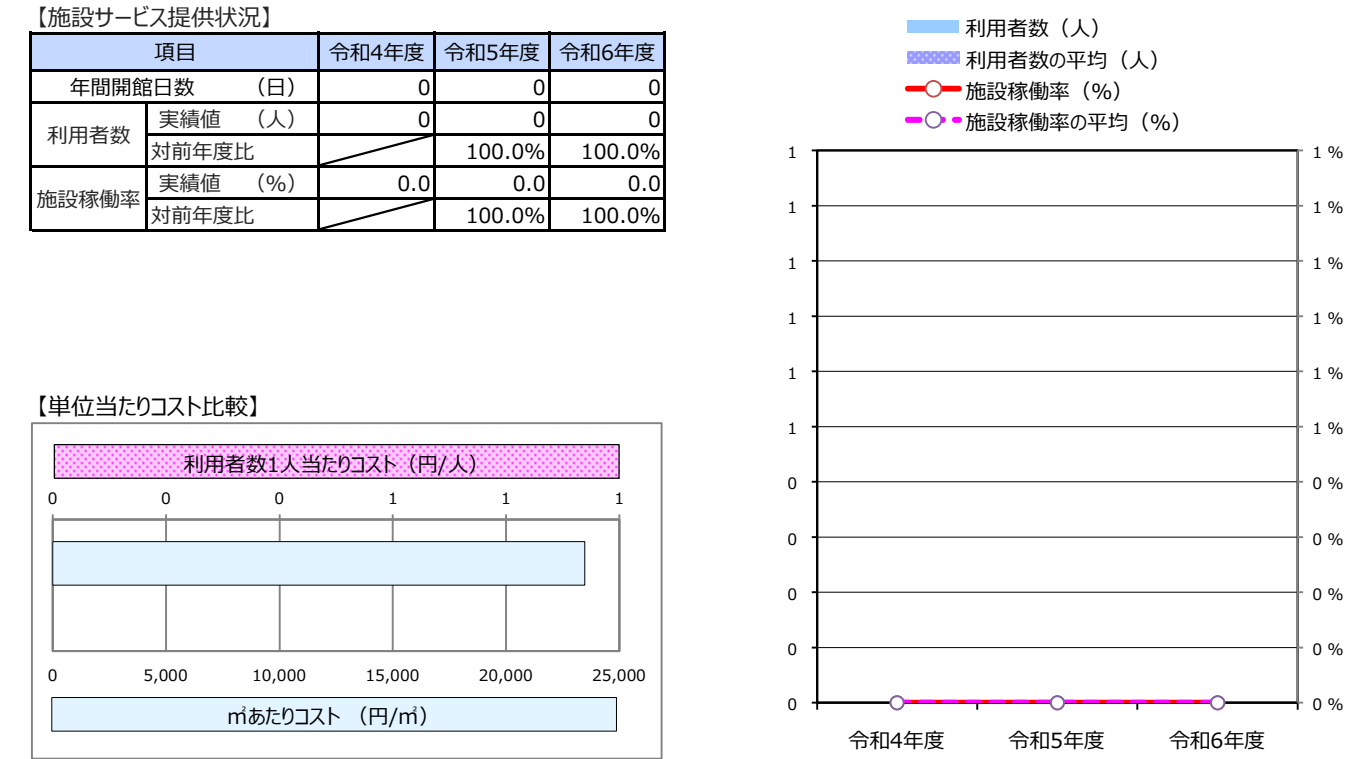 【施設サービス提供状況】
項目 令和4年度 令和5年度 令和6年度
年間開館日数 （日） 0 0 0
利用者数 実績値 （人） 0 0 0
対前年度比 100.0% 100.0%
施設稼働率 実績値 （%） 0.0 0.0 0.0
対前年度比 100.0% 100.0%
【単位当たりコスト比較】
利用者数1人当たりコスト（円/人）
0 0 0 1 1 1
0 5,000 10,000 15,000 20,000 25,000
㎡あたりコスト （円/㎡）
利用者数（人）
利用者数の平均（人）
施設稼働率（%）
施設稼働率の平均（%）
1 1 %
1 1 %
1 1 %
1 1 %
1 1 %
1 1 %
0 0 %
0 0 %
0 0 %
0 0 %
0 0 %
令和4年度 令和5年度 令和6年度